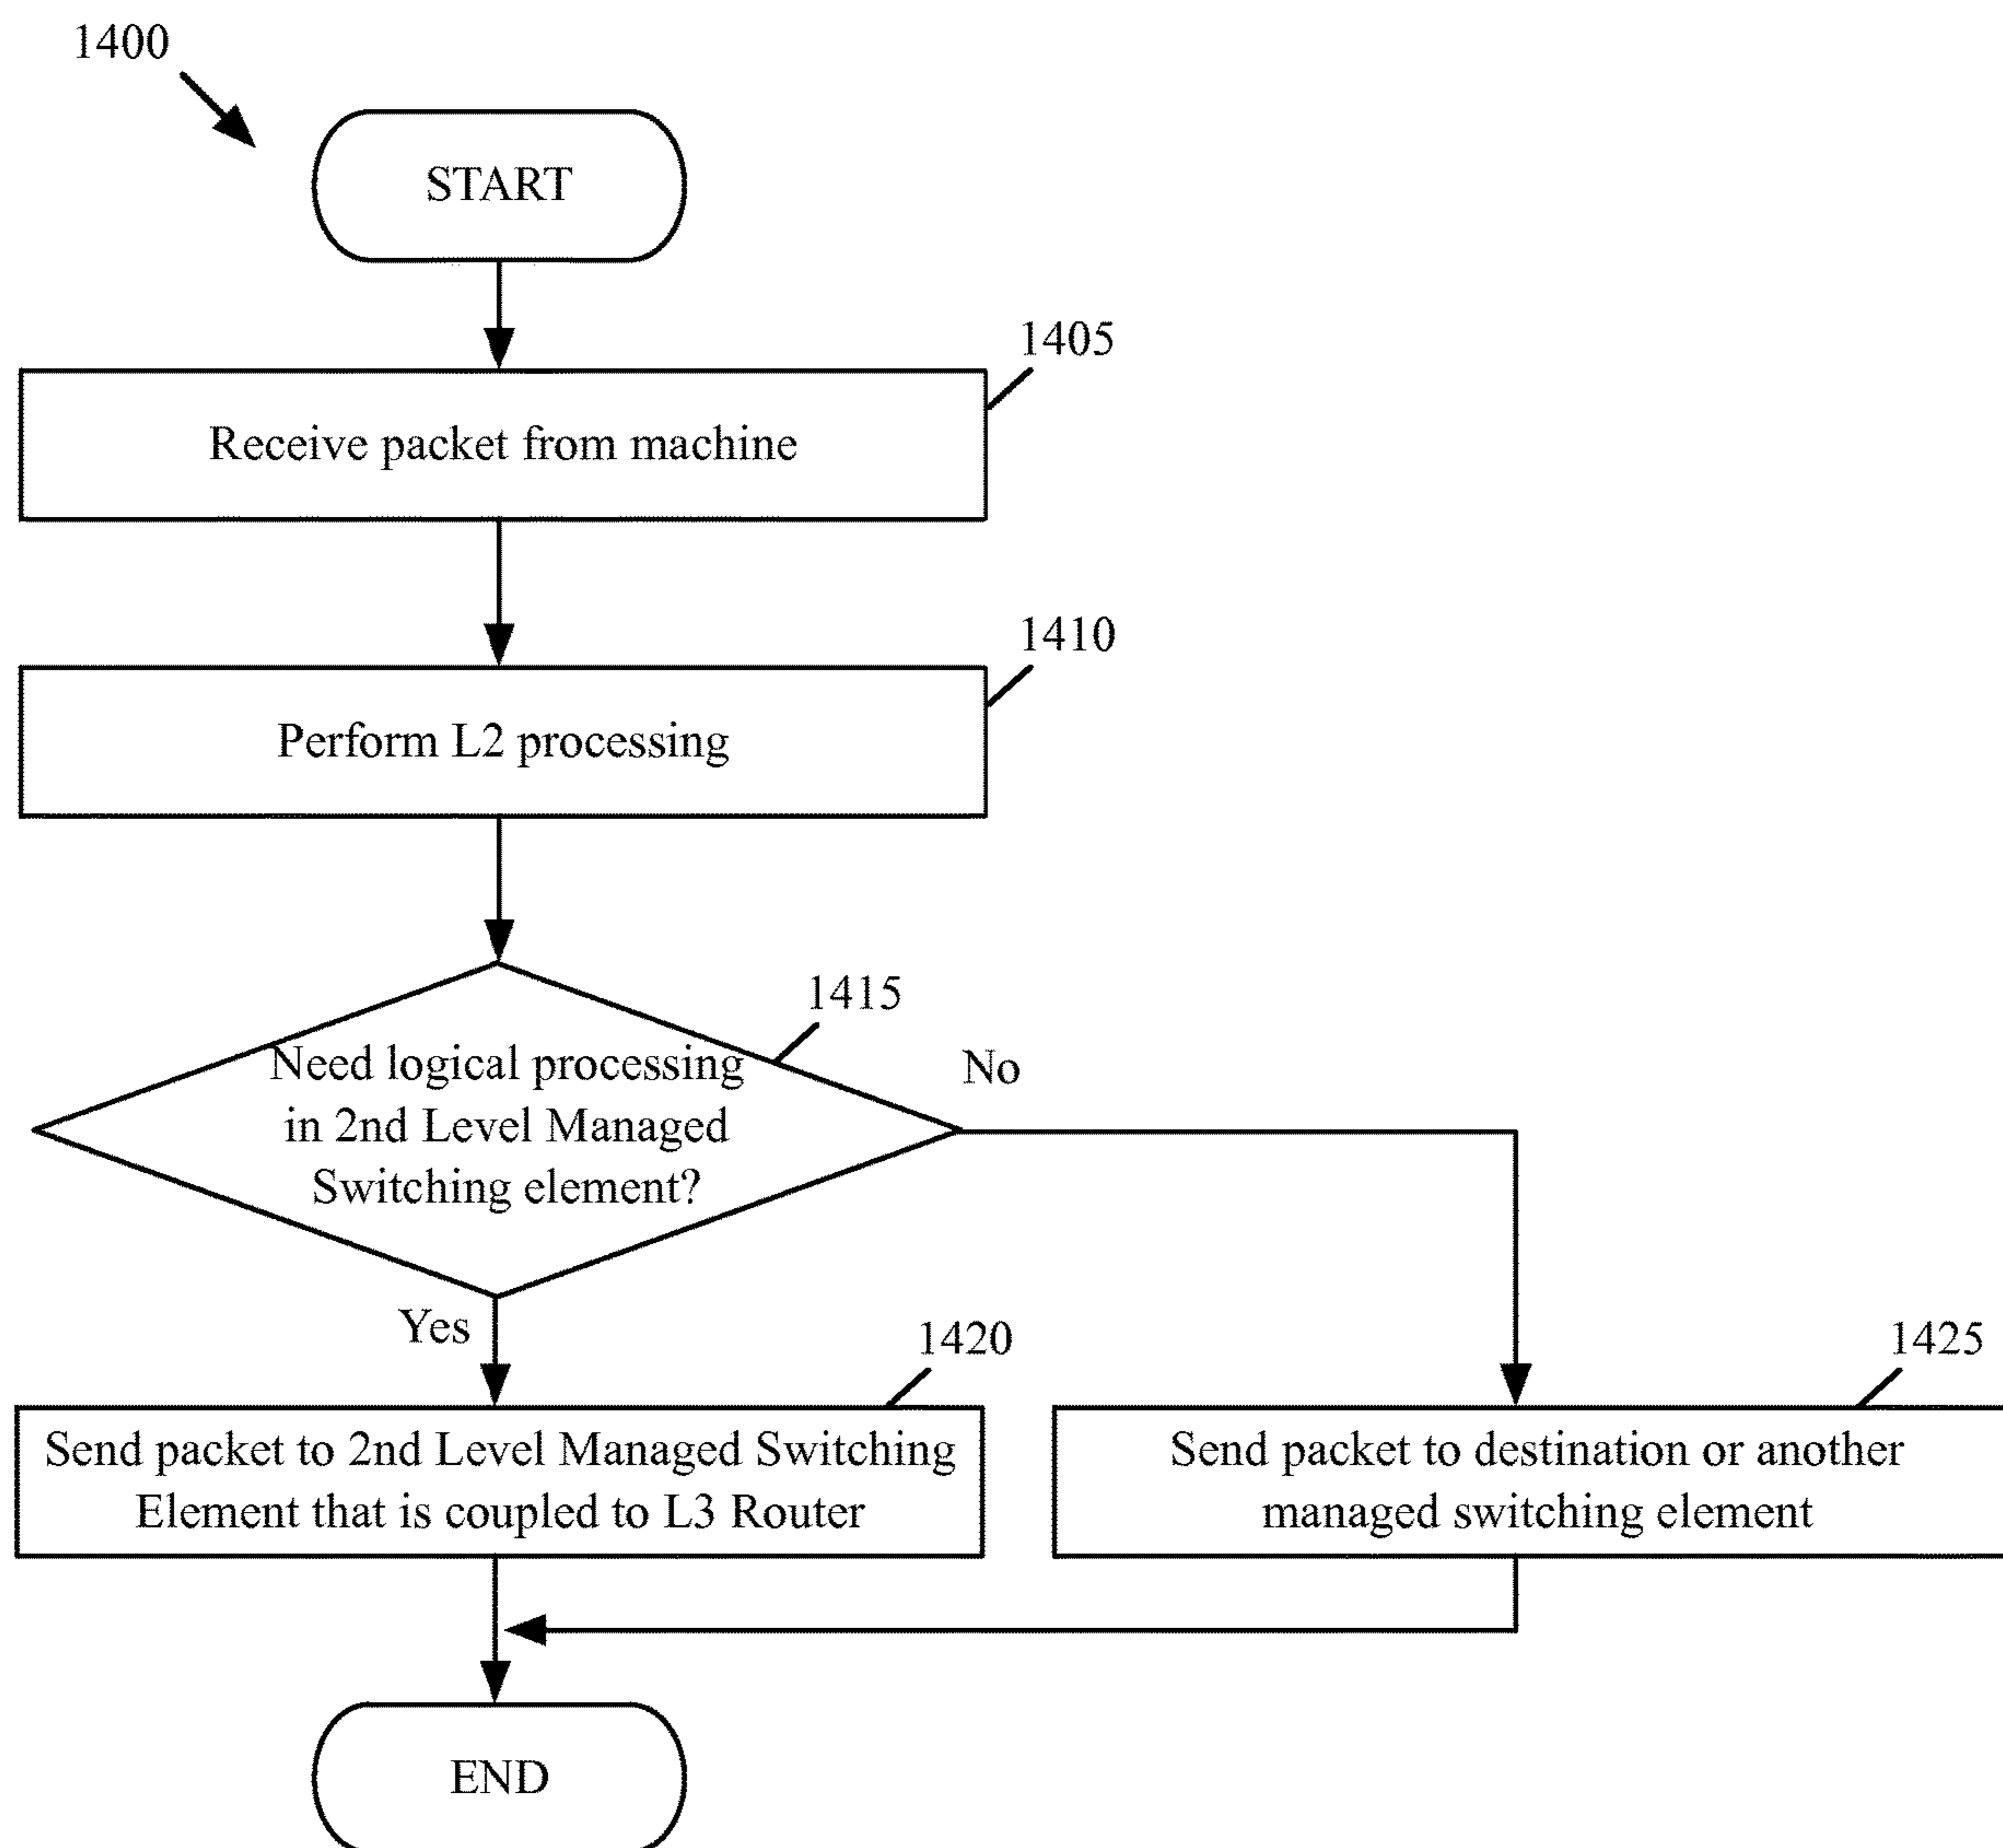 1400
START
1405
Receive packet from machine
1410
Perform L2 processing
1415
Need logical processing
in 2nd Level Managed
Switching element?
No
Yes
1420
Send packet to 2nd Level Managed Switching
Element that is coupled to L3 Router
1425
Send packet to destination or another
managed switching element
END